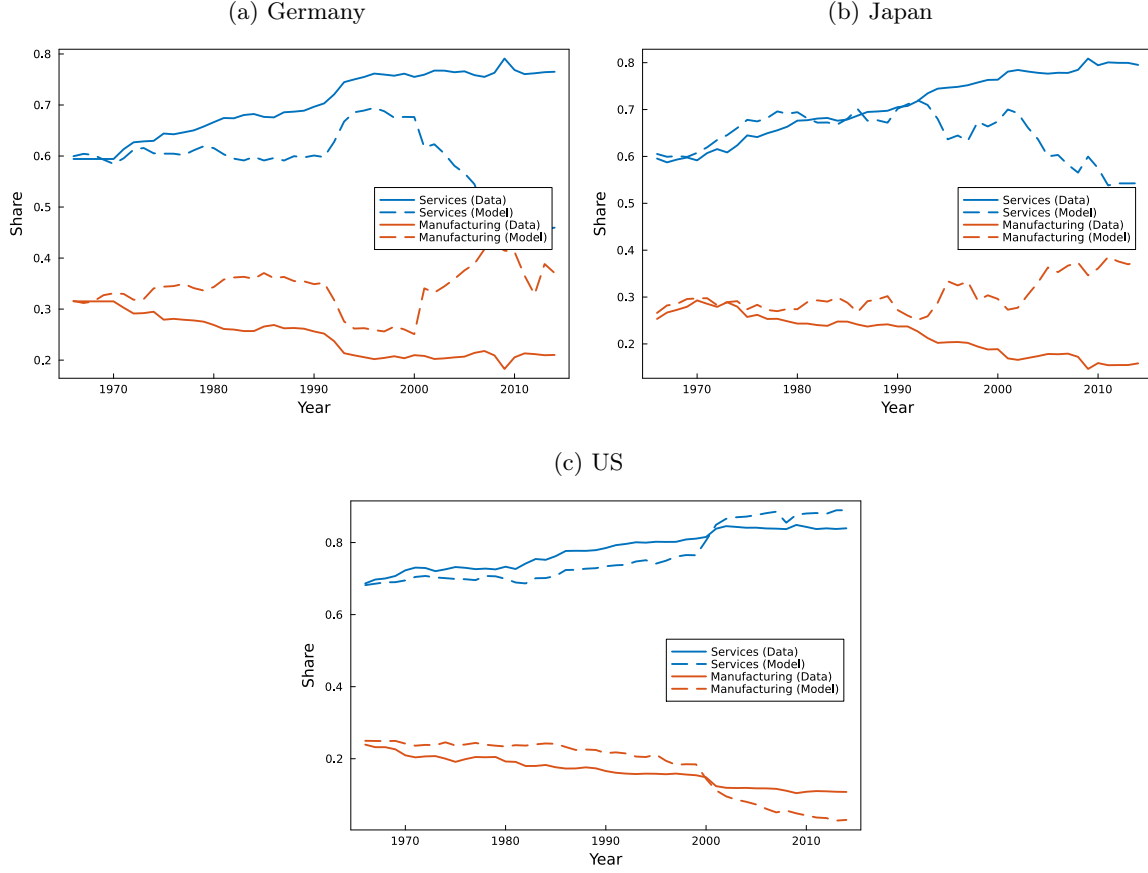 (a) Germany
0.8
0.7
0.6
0.5
0.4
0.3
0.2
Share
Services (Data)
Services (Model)
Manufacturing (Data)
Manufacturing (Model)
1970 1980 1990 2000 2010
Year
(b) Japan
0.8
0.7
0.6
0.5
0.4
0.3
0.2
Share
Services (Data)
Services (Model)
Manufacturing (Data)
Manufacturing (Model)
1970 1980 1990 2000 2010
Year
(c) US
0.8
0.6
0.4
0.2
Share
Services (Data)
Services (Model)
Manufacturing (Data)
Manufacturing (Model)
1970 1980 1990 2000 2010
Year